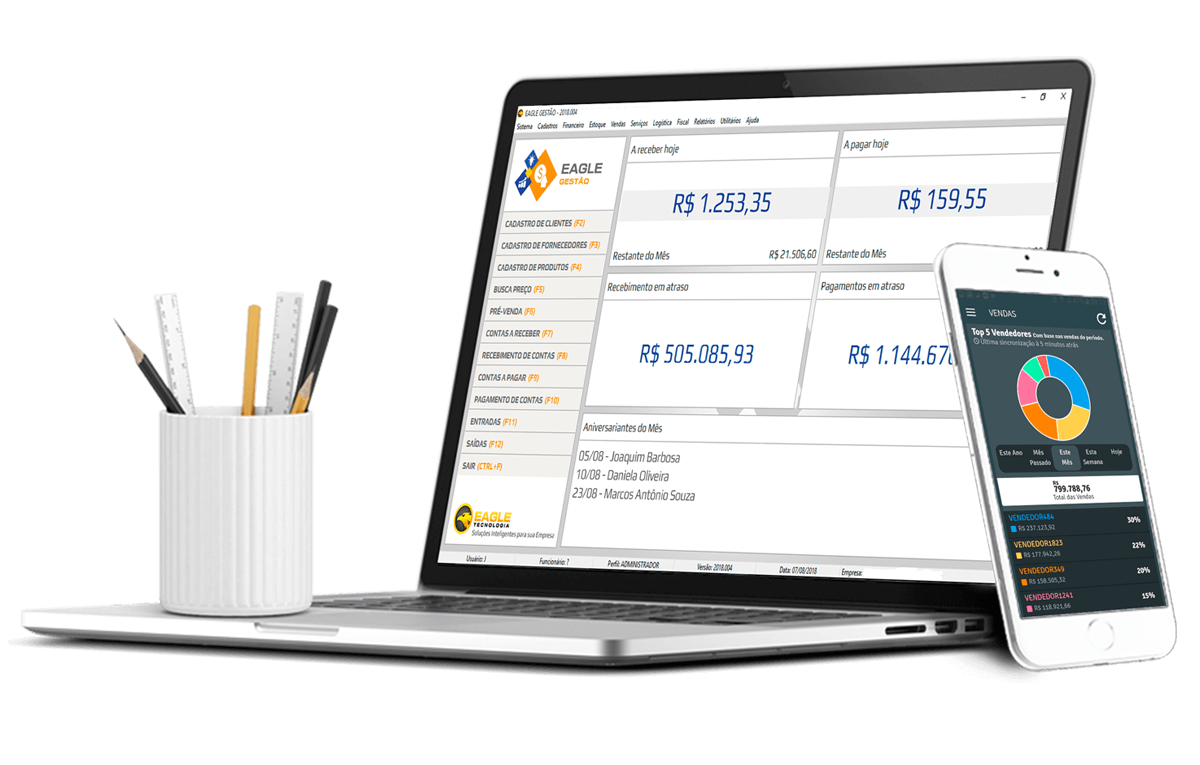 EAGLE GESTÃO - 2018.004
Sistema Cadastros Financeiro Estoque Vendas Serviços Logística Fiscal Relatórios Utilitários Ajuda
EAGLE
GESTÃO
CADASTRO DE CLIENTES (F2)
CADASTRO DE FORNECEDORES (F3)
CADASTRO DE PRODUTOS (F4)
BUSCA PREÇO (F5)
PRÉ-VENDA (F6)
CONTAS A RECEBER (F7)
RECEBIMENTO DE CONTAS (F8)
CONTAS A PAGAR (F9)
PAGAMENTO DE CONTAS (F10)
ENTRADAS (F11)
SAÍDAS (F12)
SAIR (CTRL+F)
EAGLE
TECNOLOGIA
Soluções Inteligentes para sua Empresa
A receber hoje
R$ 1.253,35
Restante do Mês R$ 21.506,60
A pagar hoje
R$ 159,55
Restante do Mês
Recebimento em atraso
R$ 505.085,93
Pagamentos em atraso
R$ 1.144.67
Aniversariantes do Mês
05/08 - Joaquim Barbosa
10/08 - Daniela Oliveira
23/08 - Marcos Antônio Souza
Usuário: Funcionário: Perfil: ADMINISTRADOR Versão: 2018.004 Data: 07/08/2018 Empresa:
VENDAS
Top 5 Vendedores Com base nas vendas do período.
Última sincronização à 5 minutos atrás
Este Ano Mês Passado Este Mês Esta Semana Hoje
R$
799.788,76
Total das Vendas
VENDEDOR484
R$ 237.123,92 30%
VENDEDOR1823
R$ 177.942,26 22%
VENDEDOR349
R$ 158.505,32 20%
VENDEDOR1241
R$ 118.921,66 15%